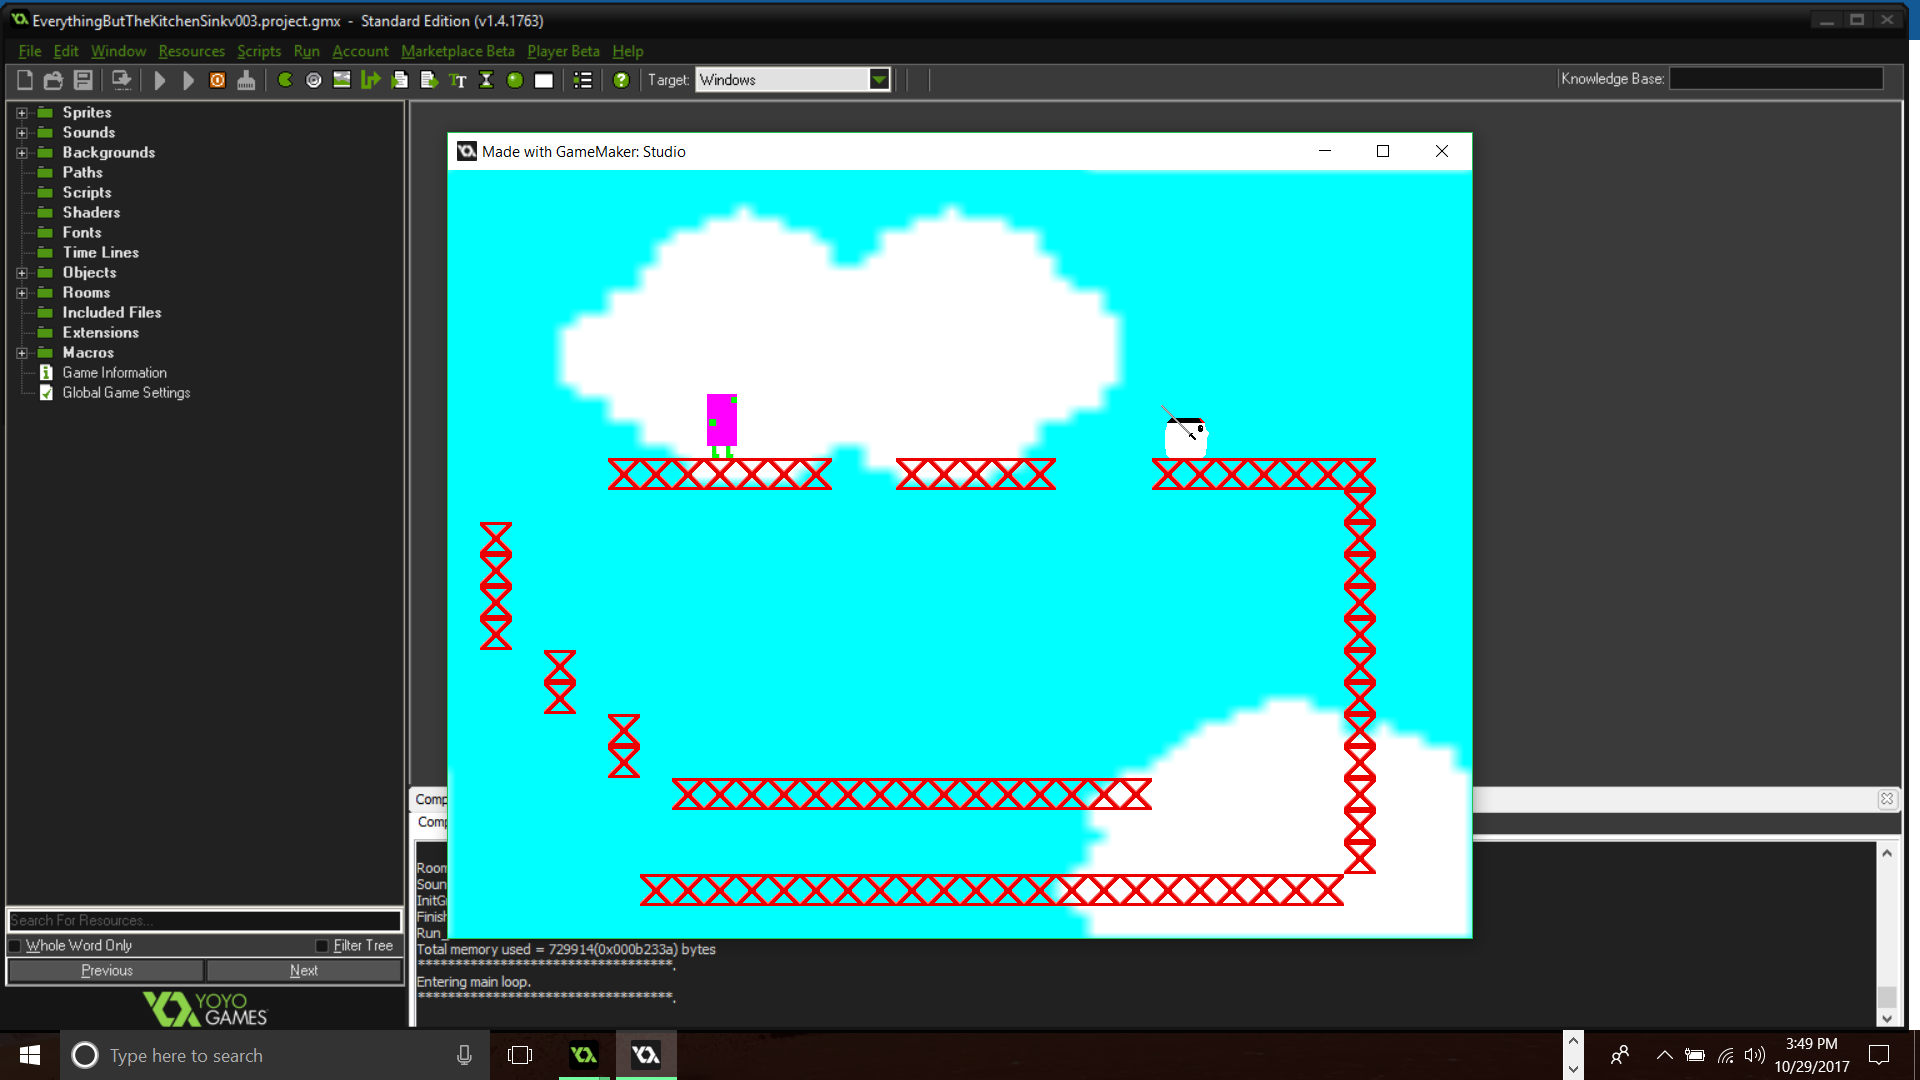 EverythingButTheKitchenSinkv003.project.gmx - Standard Edition (v1.4.1763)
File Edit Window Resources Scripts Run Account Marketplace Beta Player Beta Help
Target: Windows
Knowledge Base:
Sprites
Sounds
Backgrounds
Paths
Scripts
Shaders
Fonts
Time Lines
Objects
Rooms
Included Files
Extensions
Macros
Game Information
Global Game Settings
Made with GameMaker: Studio
Comp
Comp
Room
Soun
InitG
Finish
Run_
Total memory used = 729914(0x000b233a) bytes
***********************************.
Entering main loop.
***********************************.
Search For Resources...
Whole Word Only Filter Tree
Previous Next
YOYO
GAMES
Type here to search
3:49 PM
10/29/2017